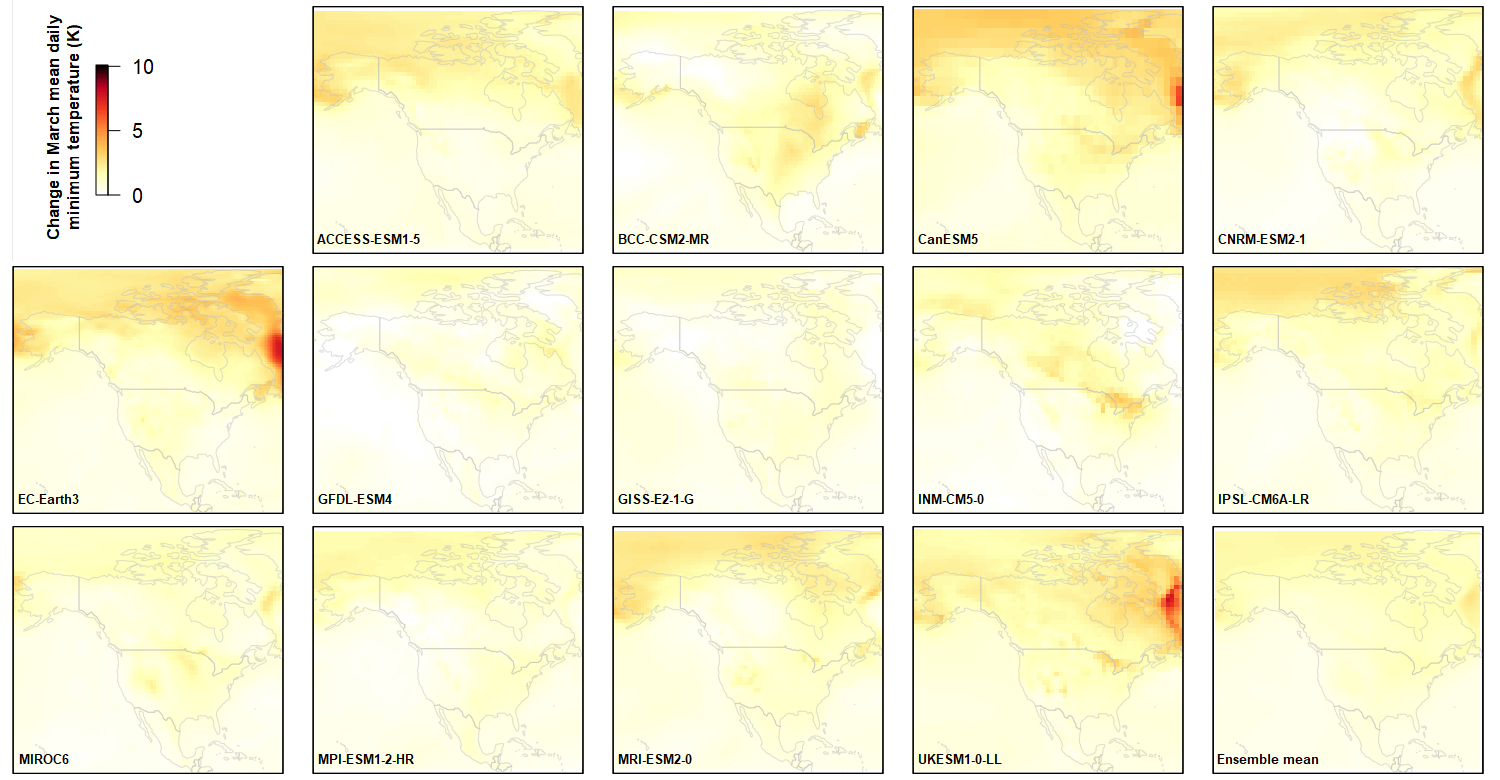 Change in March mean daily
minimum temperature (K)
10
5
0
ACCESS-ESM1-5
BCC-CSM2-MR
CanESM5
CNRM-ESM2-1
EC-Earth3
GFDL-ESM4
GISS-E2-1-G
INM-CM5-0
IPSL-CM6A-LR
MIROC6
MPI-ESM1-2-HR
MRI-ESM2-0
UKESM1-0-LL
Ensemble mean